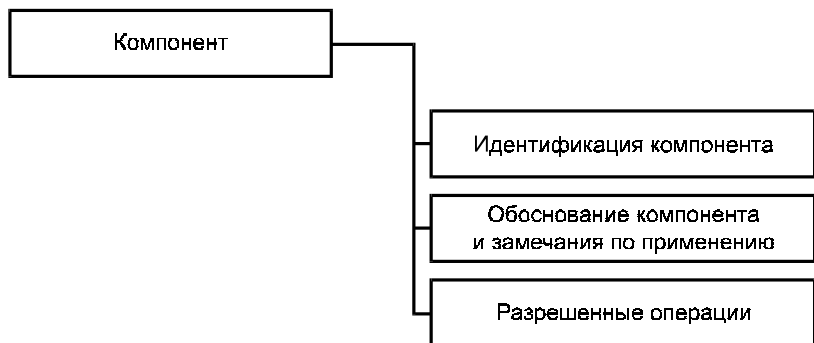 Компонент
Идентификация компонента
Обоснование компонента
и замечания по применению
Разрешенные операции